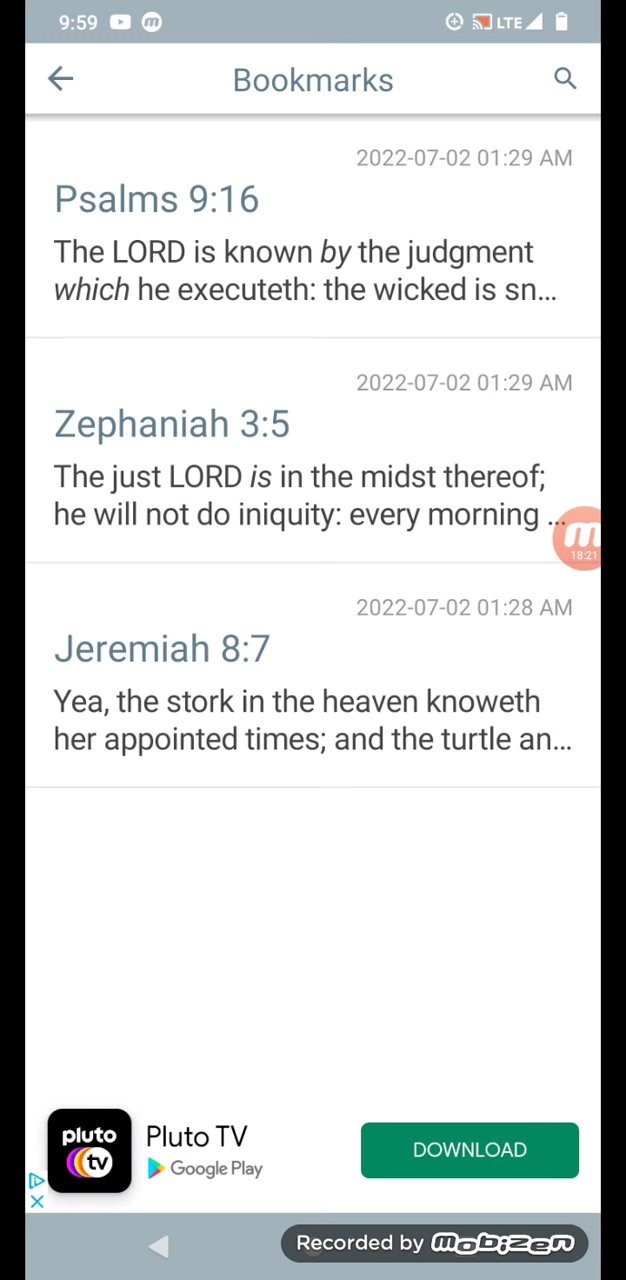 9:59
LTE
Bookmarks
2022-07-02 01:29 AM
Psalms 9:16
The LORD is known by the judgment
which he executeth: the wicked is sn...
2022-07-02 01:29 AM
Zephaniah 3:5
The just LORD is in the midst thereof;
he will not do iniquity: every morning ...
m
18:21
2022-07-02 01:28 AM
Jeremiah 8:7
Yea, the stork in the heaven knoweth
her appointed times; and the turtle an...
pluto
tv
Pluto TV
Google Play
DOWNLOAD
Recorded by mobizen